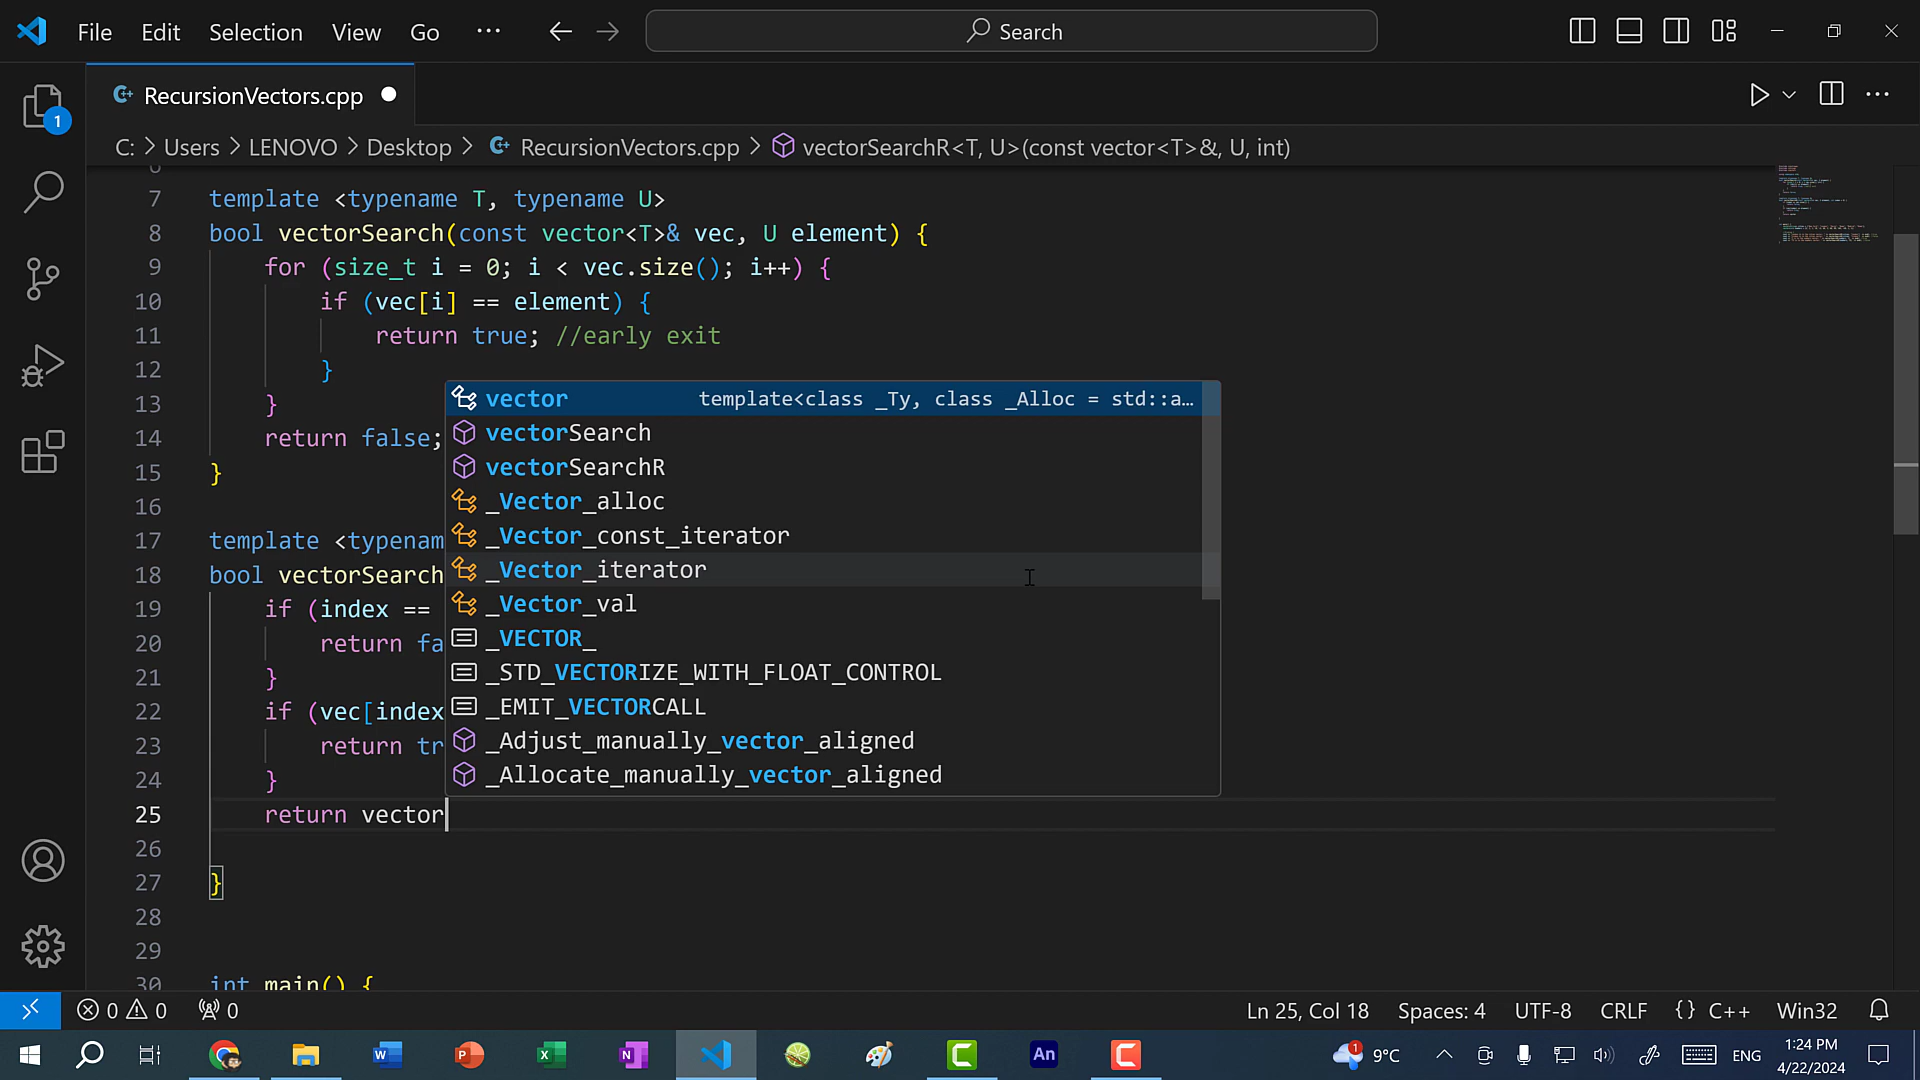 File Edit Selection View Go ··· Search
RecursionVectors.cpp
1
C: > Users > LENOVO > Desktop > RecursionVectors.cpp > vectorSearchR<T, U>(const vector<T>&, U, int)
7 template <typename T, typename U>
8 bool vectorSearch(const vector<T>& vec, U element) {
9 for (size_t i = 0; i < vec.size(); i++) {
10 if (vec[i] == element) {
11 return true; //early exit
12 }
13 }
14 return false;
15 }
16
17 template <typenam
18 bool vectorSearch
19 if (index ==
20 return fa
21 }
22 if (vec[index
23 return tr
24 }
25 return vector
26
27 }
28
29
30 int main() {
vector template<class _Ty, class _Alloc = std::a…
vectorSearch
vectorSearchR
_Vector_alloc
_Vector_const_iterator
_Vector_iterator
_Vector_val
_VECTOR_
_STD_VECTORIZE_WITH_FLOAT_CONTROL
_EMIT_VECTORCALL
_Adjust_manually_vector_aligned
_Allocate_manually_vector_aligned
0 0 0 Ln 25, Col 18 Spaces: 4 UTF-8 CRLF {} C++ Win32
1 9°C ENG
1:24 PM
4/22/2024
An